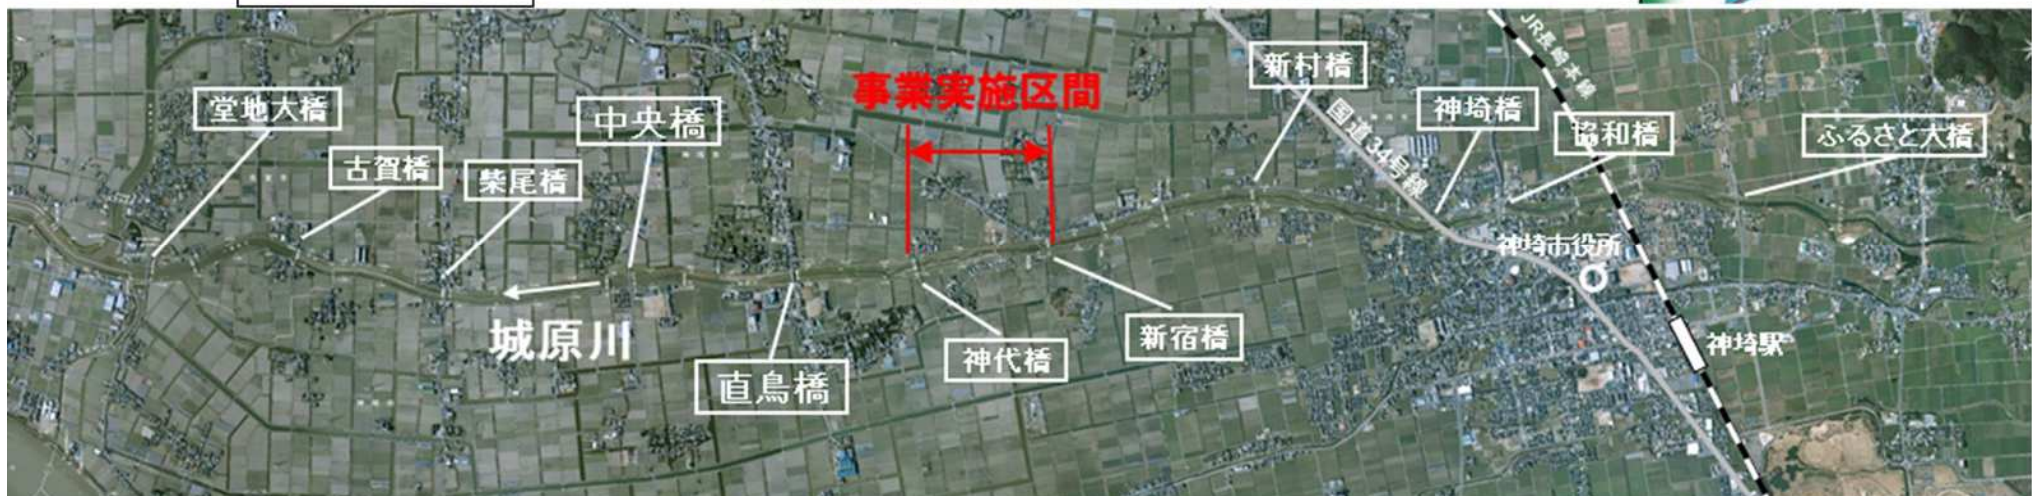 堂地大橋
古賀橋
柴尾橋
中央橋
事業実施区間
新村橋
国道34号線
神埼橋
JR長崎本線
協和橋
ふるさと大橋
城原川
直鳥橋
神代橋
新宿橋
神埼市役所
神埼駅